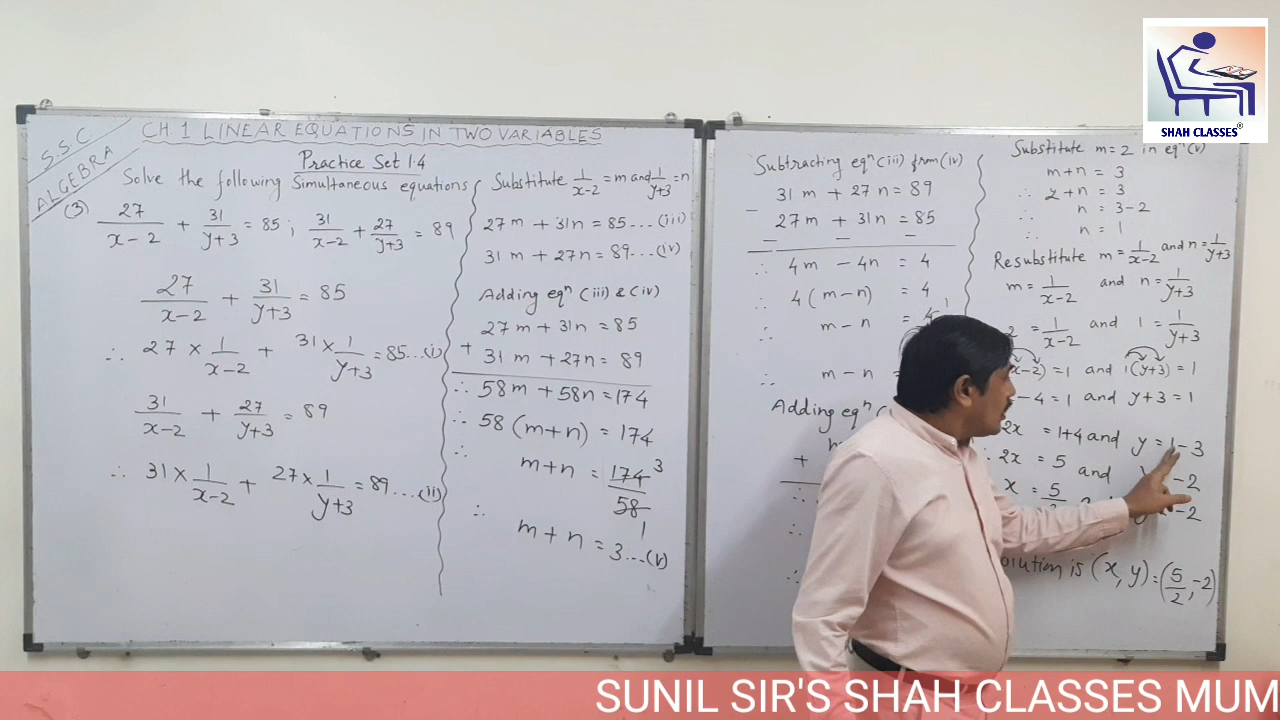 SHAH CLASSES®
S.S.C
ALGEBRA
CH 1 LINEAR EQUATIONS IN TWO VARIABLES
Practice Set 1.4
Solve the following Simultaneous equations
(3) 27/(x-2) + 31/(y+3) = 85 ; 31/(x-2) + 27/(y+3) = 89
27/(x-2) + 31/(y+3) = 85
∴ 27 × 1/(x-2) + 31 × 1/(y+3) = 85...(i)
31/(x-2) + 27/(y+3) = 89
∴ 31 × 1/(x-2) + 27 × 1/(y+3) = 89....(ii)
Substitute 1/(x-2) = m and 1/(y+3) = n
27m + 31n = 85...(iii)
31m + 27n = 89...(iv)
Adding eqⁿ (iii) & (iv)
27m + 31n = 85
+ 31m + 27n = 89
∴ 58m + 58n = 174
∴ 58 (m+n) = 174
∴ m+n = 174/58 3
1
∴ m+n = 3...(v)
Subtracting eqⁿ (iii) from (iv)
31m + 27n = 89
- 27m + 31n = 85
- - -
∴ 4m - 4n = 4
∴ 4(m-n) = 4
∴ m-n = 4 1
∴ m-n =
Adding eqⁿ (
+
∴
∴
∴
Substitute m=2 in eqⁿ (v)
m+n = 3
∴ 2+n = 3
∴ n = 3-2
∴ n = 1
Resubstitute m = 1/(x-2) and n = 1/(y+3)
m = 1/(x-2) and n = 1/(y+3)
2 = 1/(x-2) and 1 = 1/(y+3)
x-2) = 1 and 1(y+3) = 1
-4 = 1 and y+3 = 1
2x = 1+4 and y = 1-3
∴ 2x = 5 and -2
x = 5 y -2
olution is (x, y) = (5/2, -2)
SUNIL SIR'S SHAH CLASSES MUM